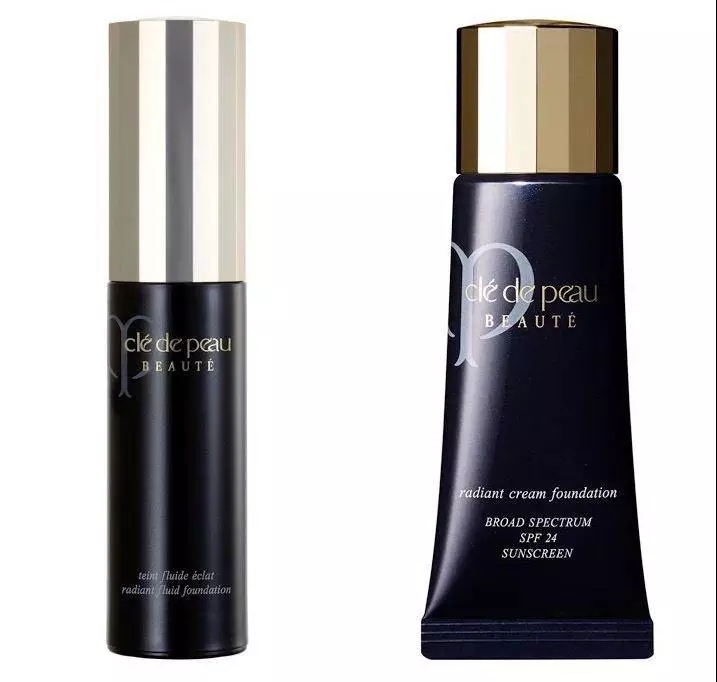 clé de peau
BEAUTÉ
teint fluide éclat
radiant fluid foundation
clé de peau
BEAUTÉ
radiant cream foundation
BROAD SPECTRUM
SPF 24
SUNSCREEN